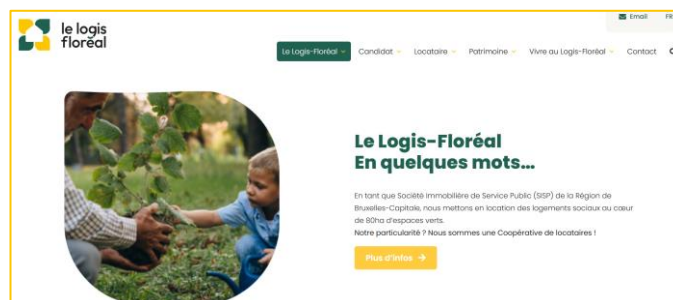 le logis
floréal
Email FR
Le Logis-Floréal Candidat Locataire Patrimoine Vivre au Logis-Floréal Contact
Le Logis-Floréal
En quelques mots...
En tant que Société Immobilière de Service Public (SISP) de la Région de
Bruxelles-Capitale, nous mettons en location des logements sociaux au cœur
de 80ha d'espaces verts.
Notre particularité ? Nous sommes une Coopérative de locataires !
Plus d'infos →